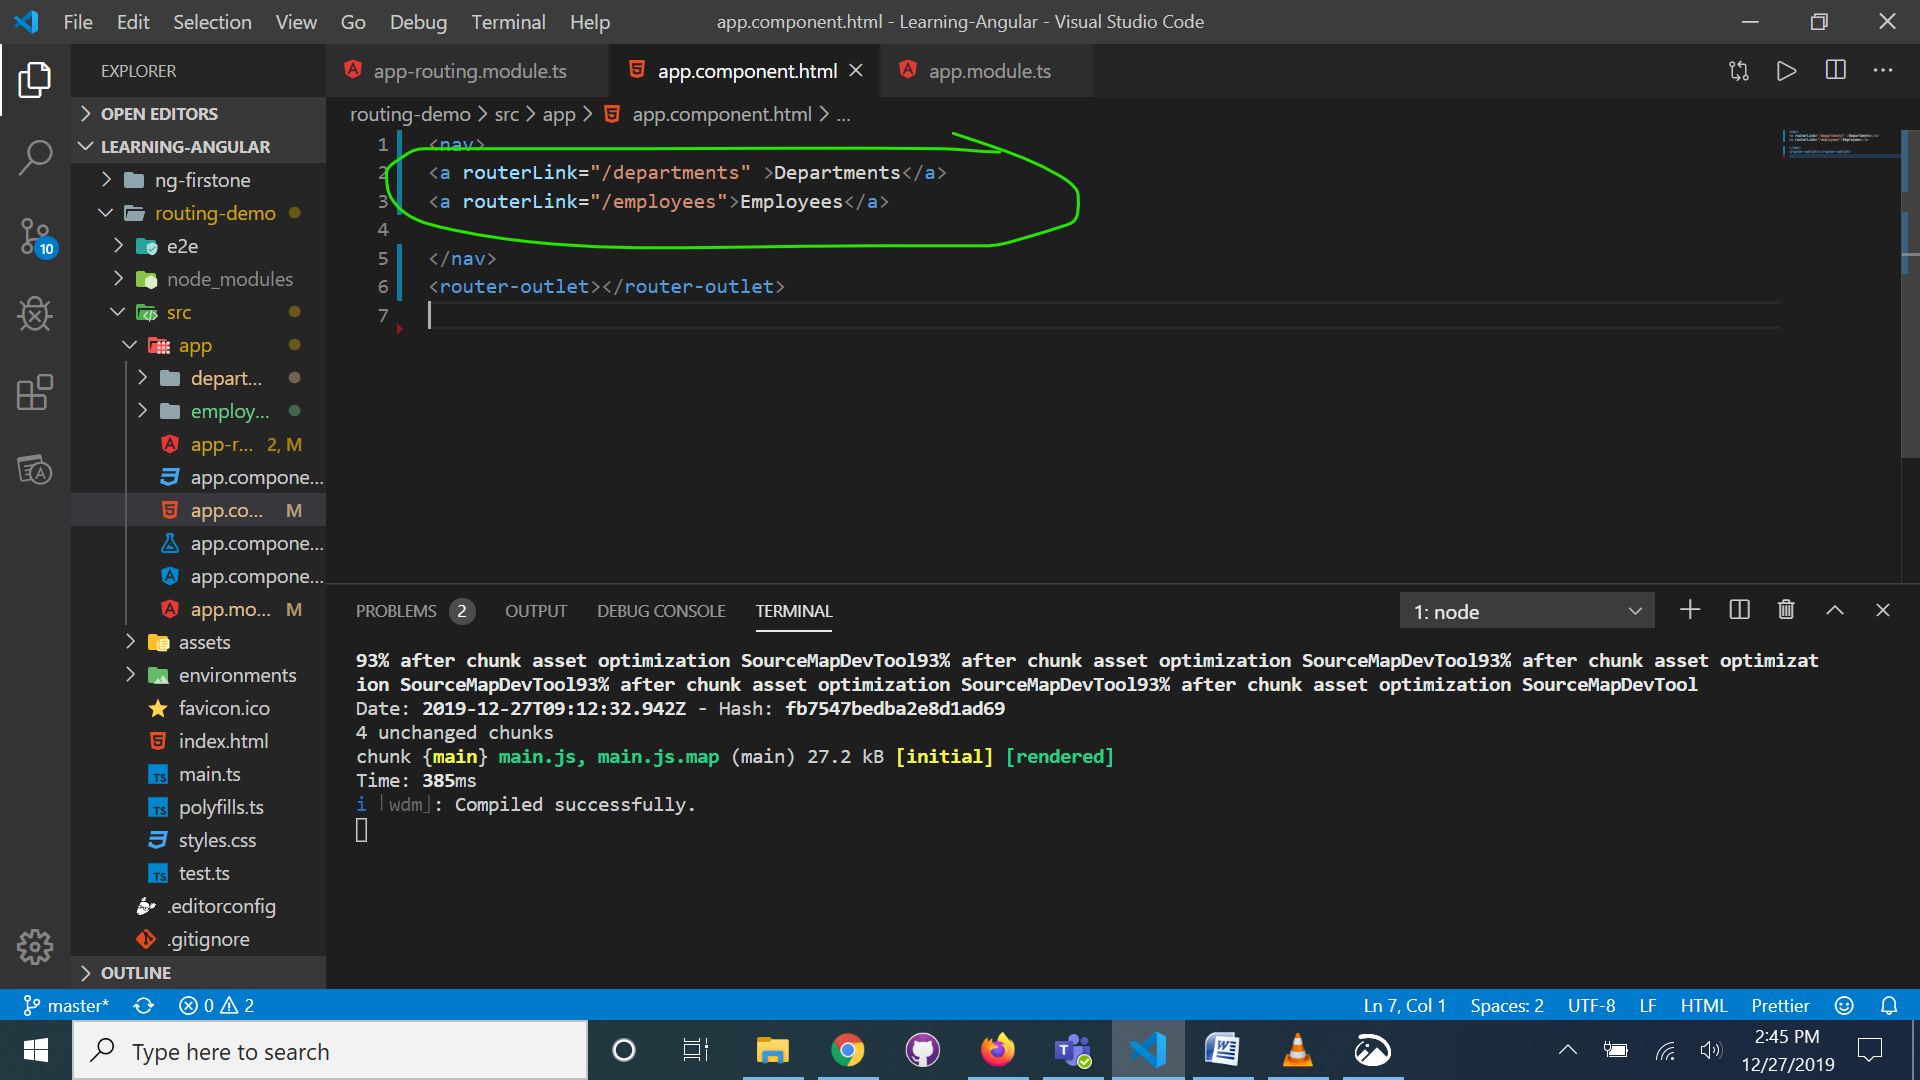 File Edit Selection View Go Debug Terminal Help app.component.html - Learning-Angular - Visual Studio Code
EXPLORER
OPEN EDITORS
LEARNING-ANGULAR
ng-firstone
routing-demo
e2e
node_modules
src
app
depart...
employ...
app-r... 2, M
app.compone...
app.co... M
app.compone...
app.compone...
app.mo... M
assets
environments
favicon.ico
index.html
TS main.ts
TS polyfills.ts
styles.css
TS test.ts
.editorconfig
.gitignore
OUTLINE
10
app-routing.module.ts app.component.html app.module.ts
routing-demo > src > app > app.component.html > ...
1 <nav>
2 <a routerLink="/departments" >Departments</a>
3 <a routerLink="/employees">Employees</a>
4
5 </nav>
6 <router-outlet></router-outlet>
7
PROBLEMS 2 OUTPUT DEBUG CONSOLE TERMINAL 1: node
93% after chunk asset optimization SourceMapDevTool93% after chunk asset optimization SourceMapDevTool93% after chunk asset optimizat
ion SourceMapDevTool93% after chunk asset optimization SourceMapDevTool93% after chunk asset optimization SourceMapDevTool
Date: 2019-12-27T09:12:32.942Z - Hash: fb7547bedba2e8d1ad69
4 unchanged chunks
chunk {main} main.js, main.js.map (main) 27.2 kB [initial] [rendered]
Time: 385ms
i 「wdm」: Compiled successfully.
master* 0 2 Ln 7, Col 1 Spaces: 2 UTF-8 LF HTML Prettier
Type here to search
2:45 PM
12/27/2019